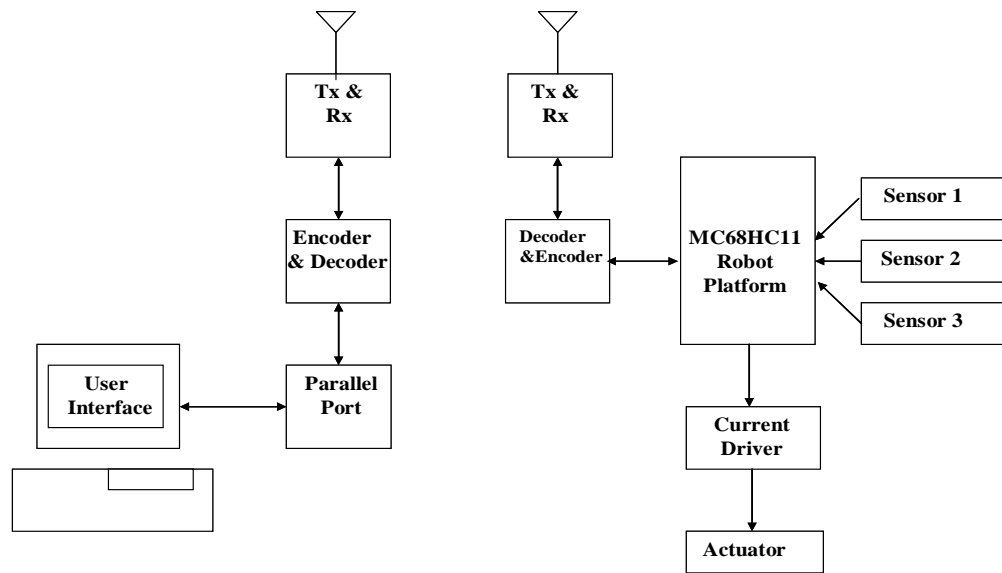 Tx &
Rx
Tx &
Rx
Encoder
& Decoder
Decoder
&Encoder
MC68HC11
Robot
Platform
Sensor 1
Sensor 2
Sensor 3
User
Interface
Parallel
Port
Current
Driver
Actuator